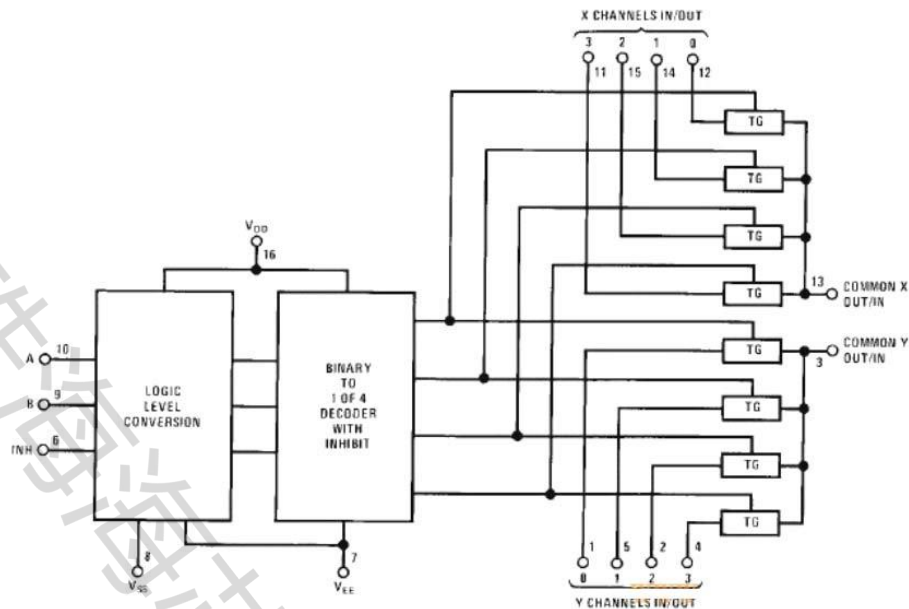 X CHANNELS IN/OUT
3 2 1 0
11 15 14 12
TG
TG
TG
TG
13 COMMON X
OUT/IN
V_DD
16
A 10
B 9
INH 6
LOGIC
LEVEL
CONVERSION
BINARY
TO
1 OF 4
DECODER
WITH
INHIBIT
8
V_SS
7
V_EE
TG
TG
TG
TG
3 COMMON Y
OUT/IN
1 5 2 4
0 1 2 3
Y CHANNELS IN/OUT